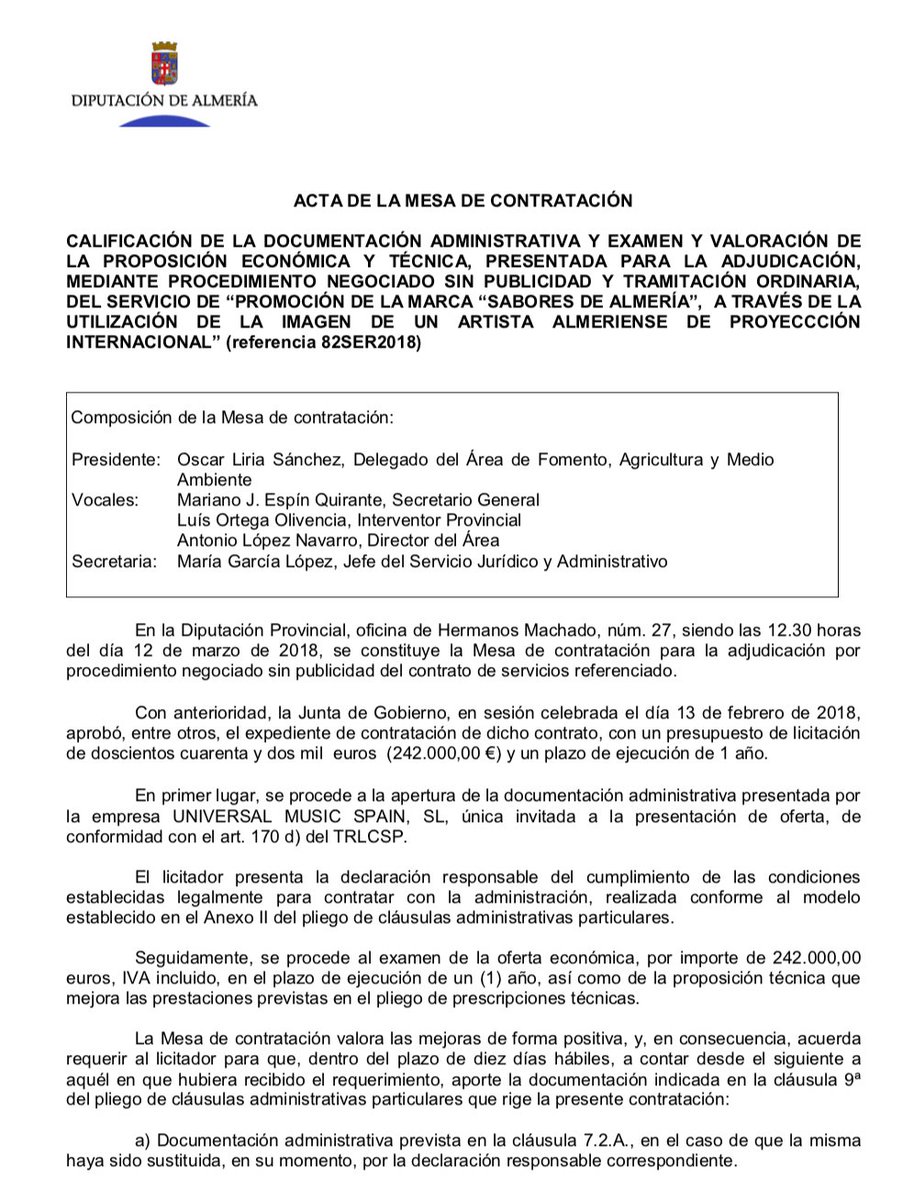 DIPUTACIÓN DE ALMERÍA
ACTA DE LA MESA DE CONTRATACIÓN
CALIFICACIÓN DE LA DOCUMENTACIÓN ADMINISTRATIVA Y EXAMEN Y VALORACIÓN DE
LA PROPOSICIÓN ECONÓMICA Y TÉCNICA, PRESENTADA PARA LA ADJUDICACIÓN,
MEDIANTE PROCEDIMIENTO NEGOCIADO SIN PUBLICIDAD Y TRAMITACIÓN ORDINARIA,
DEL SERVICIO DE “PROMOCIÓN DE LA MARCA “SABORES DE ALMERÍA”, A TRAVÉS DE LA
UTILIZACIÓN DE LA IMAGEN DE UN ARTISTA ALMERIENSE DE PROYECCCIÓN
INTERNACIONAL” (referencia 82SER2018)
Composición de la Mesa de contratación:
Presidente: Oscar Liria Sánchez, Delegado del Área de Fomento, Agricultura y Medio
Ambiente
Vocales: Mariano J. Espín Quirante, Secretario General
Luís Ortega Olivencia, Interventor Provincial
Antonio López Navarro, Director del Área
Secretaria: María García López, Jefe del Servicio Jurídico y Administrativo
En la Diputación Provincial, oficina de Hermanos Machado, núm. 27, siendo las 12.30 horas
del día 12 de marzo de 2018, se constituye la Mesa de contratación para la adjudicación por
procedimiento negociado sin publicidad del contrato de servicios referenciado.
Con anterioridad, la Junta de Gobierno, en sesión celebrada el día 13 de febrero de 2018,
aprobó, entre otros, el expediente de contratación de dicho contrato, con un presupuesto de licitación
de doscientos cuarenta y dos mil euros (242.000,00 €) y un plazo de ejecución de 1 año.
En primer lugar, se procede a la apertura de la documentación administrativa presentada por
la empresa UNIVERSAL MUSIC SPAIN, SL, única invitada a la presentación de oferta, de
conformidad con el art. 170 d) del TRLCSP.
El licitador presenta la declaración responsable del cumplimiento de las condiciones
establecidas legalmente para contratar con la administración, realizada conforme al modelo
establecido en el Anexo II del pliego de cláusulas administrativas particulares.
Seguidamente, se procede al examen de la oferta económica, por importe de 242.000,00
euros, IVA incluido, en el plazo de ejecución de un (1) año, así como de la proposición técnica que
mejora las prestaciones previstas en el pliego de prescripciones técnicas.
La Mesa de contratación valora las mejoras de forma positiva, y, en consecuencia, acuerda
requerir al licitador para que, dentro del plazo de diez días hábiles, a contar desde el siguiente a
aquél en que hubiera recibido el requerimiento, aporte la documentación indicada en la cláusula 9ª
del pliego de cláusulas administrativas particulares que rige la presente contratación:
a) Documentación administrativa prevista en la cláusula 7.2.A., en el caso de que la misma
haya sido sustituida, en su momento, por la declaración responsable correspondiente.